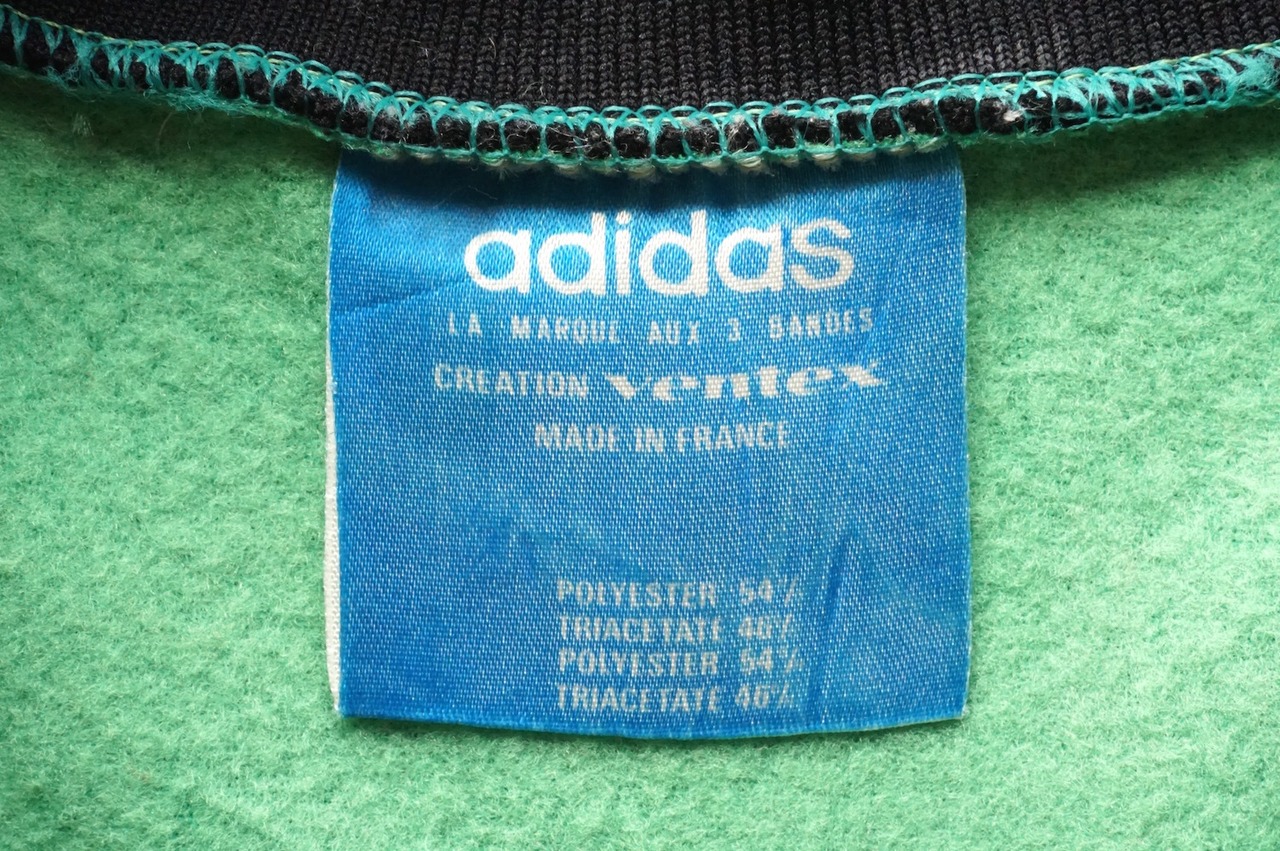 adidas
LA MARQUE AUX 3 BANDES
CREATION ventex
MADE IN FRANCE
POLYESTER 54%
TRIACETATE 46%
POLYESTER 54%
TRIACETATE 46%